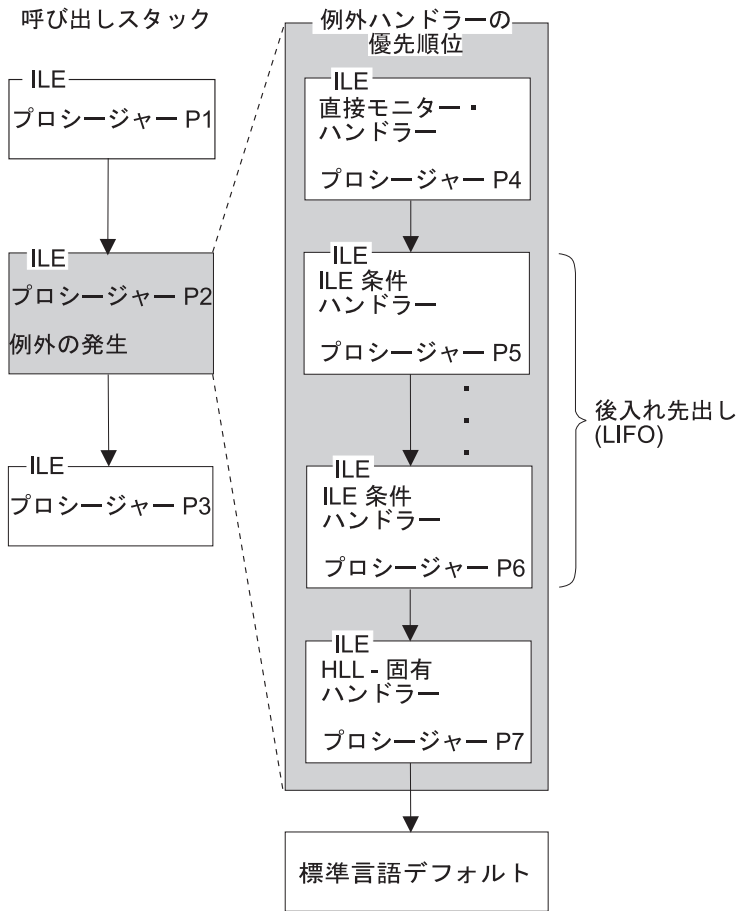 呼び出しスタック
ILE
プロシージャー P1
ILE
プロシージャー P2
例外の発生
ILE
プロシージャー P3
例外ハンドラーの
優先順位
ILE
直接モニター・
ハンドラー
プロシージャー P4
ILE
ILE 条件
ハンドラー
プロシージャー P5
ILE
ILE 条件
ハンドラー
プロシージャー P6
後入れ先出し
(LIFO)
ILE
HLL - 固有
ハンドラー
プロシージャー P7
標準言語デフォルト